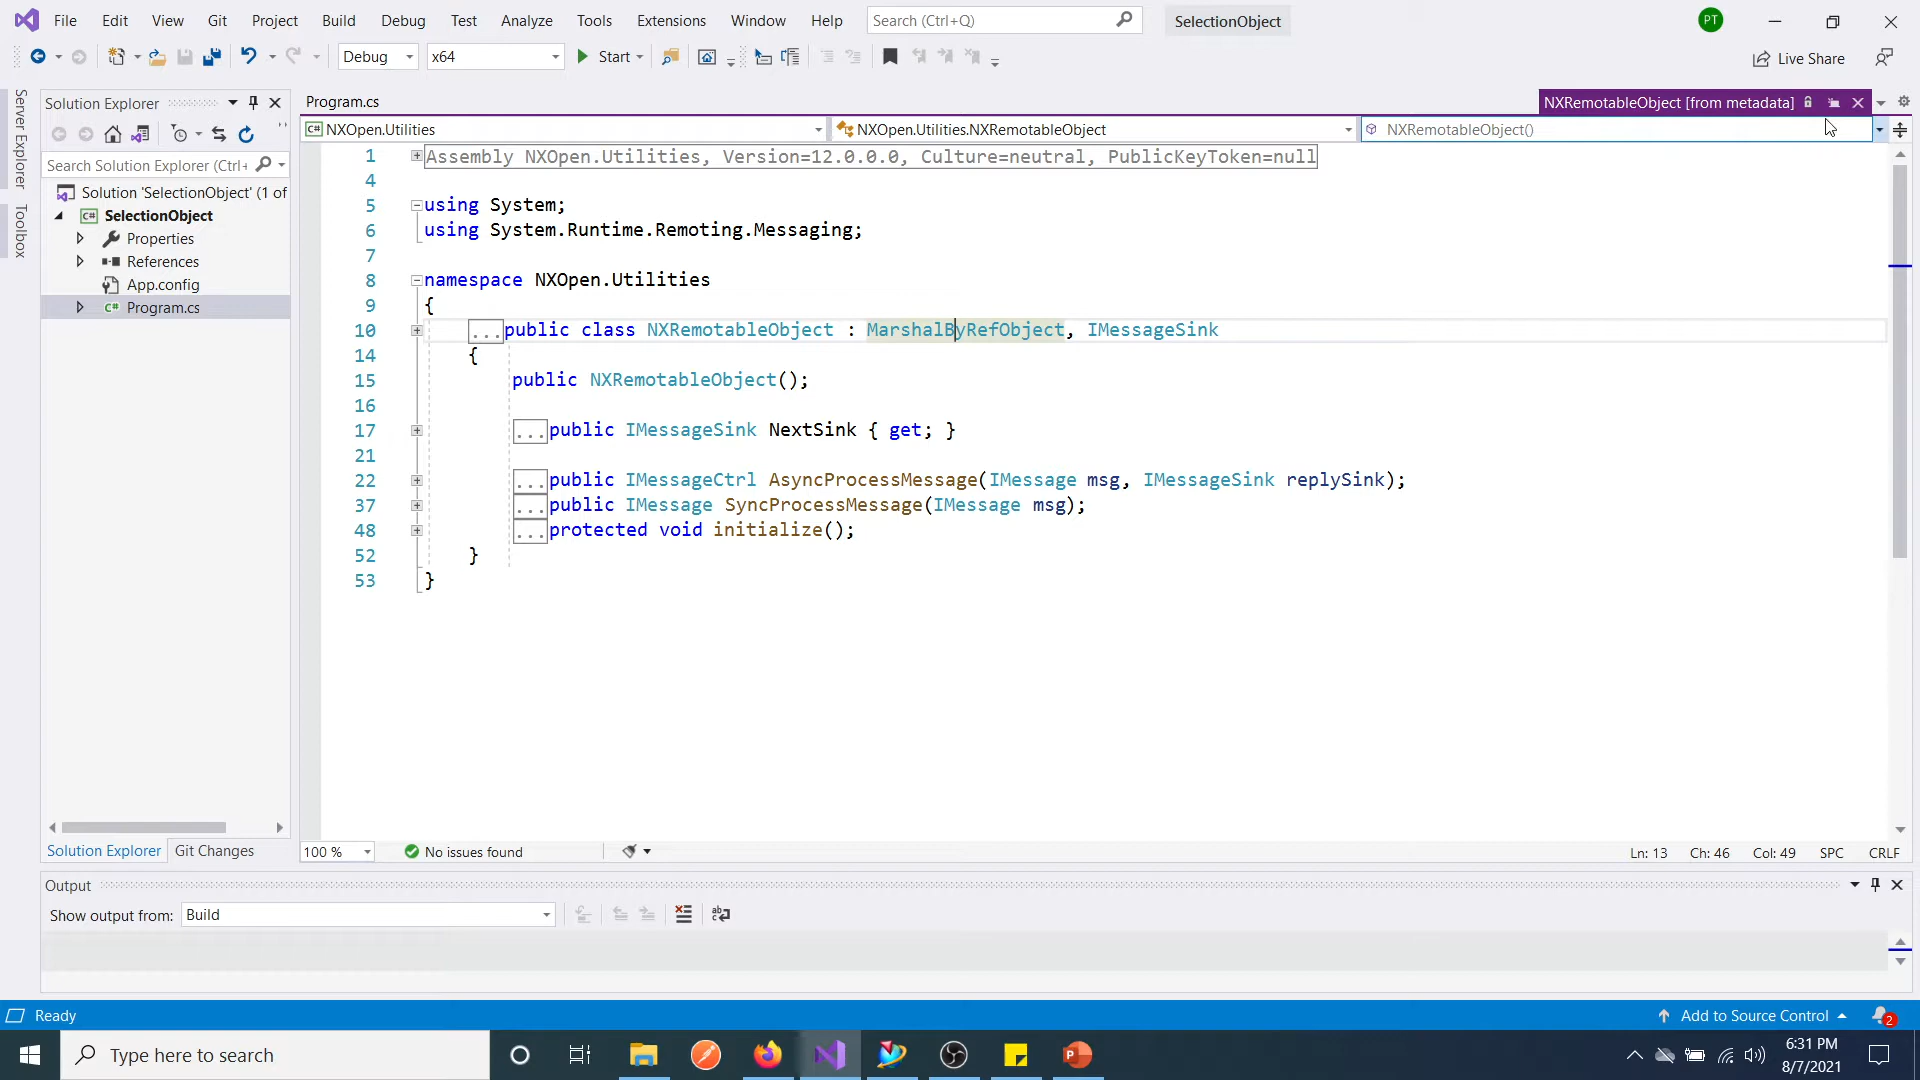 File Edit View Git Project Build Debug Test Analyze Tools Extensions Window Help Search (Ctrl+Q) SelectionObject PT
Debug x64 Start Live Share
Server Explorer
Toolbox
Solution Explorer
Search Solution Explorer (Ctrl+
Solution 'SelectionObject' (1 of
C# SelectionObject
Properties
References
App.config
C# Program.cs
Solution Explorer Git Changes
Program.cs NXRemotableObject [from metadata]
C# NXOpen.Utilities NXOpen.Utilities.NXRemotableObject NXRemotableObject()
1 Assembly NXOpen.Utilities, Version=12.0.0.0, Culture=neutral, PublicKeyToken=null
4
5 using System;
6 using System.Runtime.Remoting.Messaging;
7
8 namespace NXOpen.Utilities
9 {
10 ...public class NXRemotableObject : MarshalByRefObject, IMessageSink
14 {
15 public NXRemotableObject();
16
17 ...public IMessageSink NextSink { get; }
21
22 ...public IMessageCtrl AsyncProcessMessage(IMessage msg, IMessageSink replySink);
37 ...public IMessage SyncProcessMessage(IMessage msg);
48 ...protected void initialize();
52 }
53 }
100 % No issues found Ln: 13 Ch: 46 Col: 49 SPC CRLF
Output
Show output from: Build
Ready Add to Source Control 2
Type here to search
6:31 PM
8/7/2021